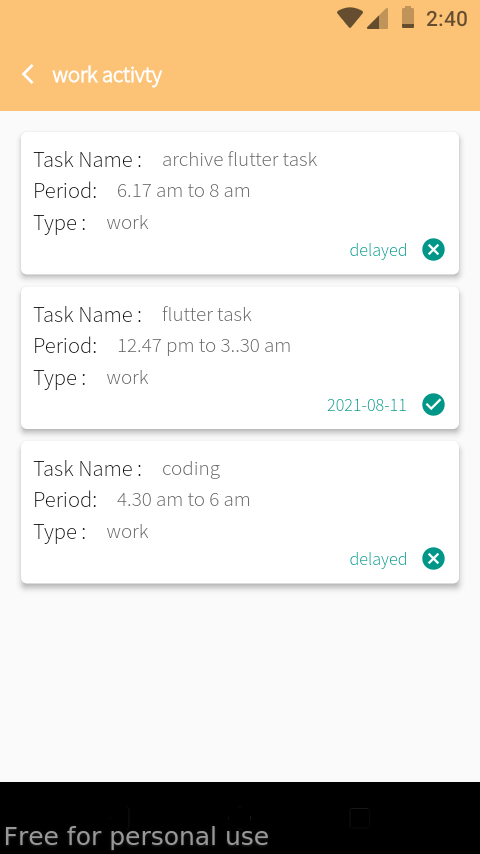 2:40
work activty
Task Name : archive flutter task
Period: 6.17 am to 8 am
Type : work
delayed
Task Name : flutter task
Period: 12.47 pm to 3..30 am
Type : work
2021-08-11
Task Name : coding
Period: 4.30 am to 6 am
Type : work
delayed
Free for personal use